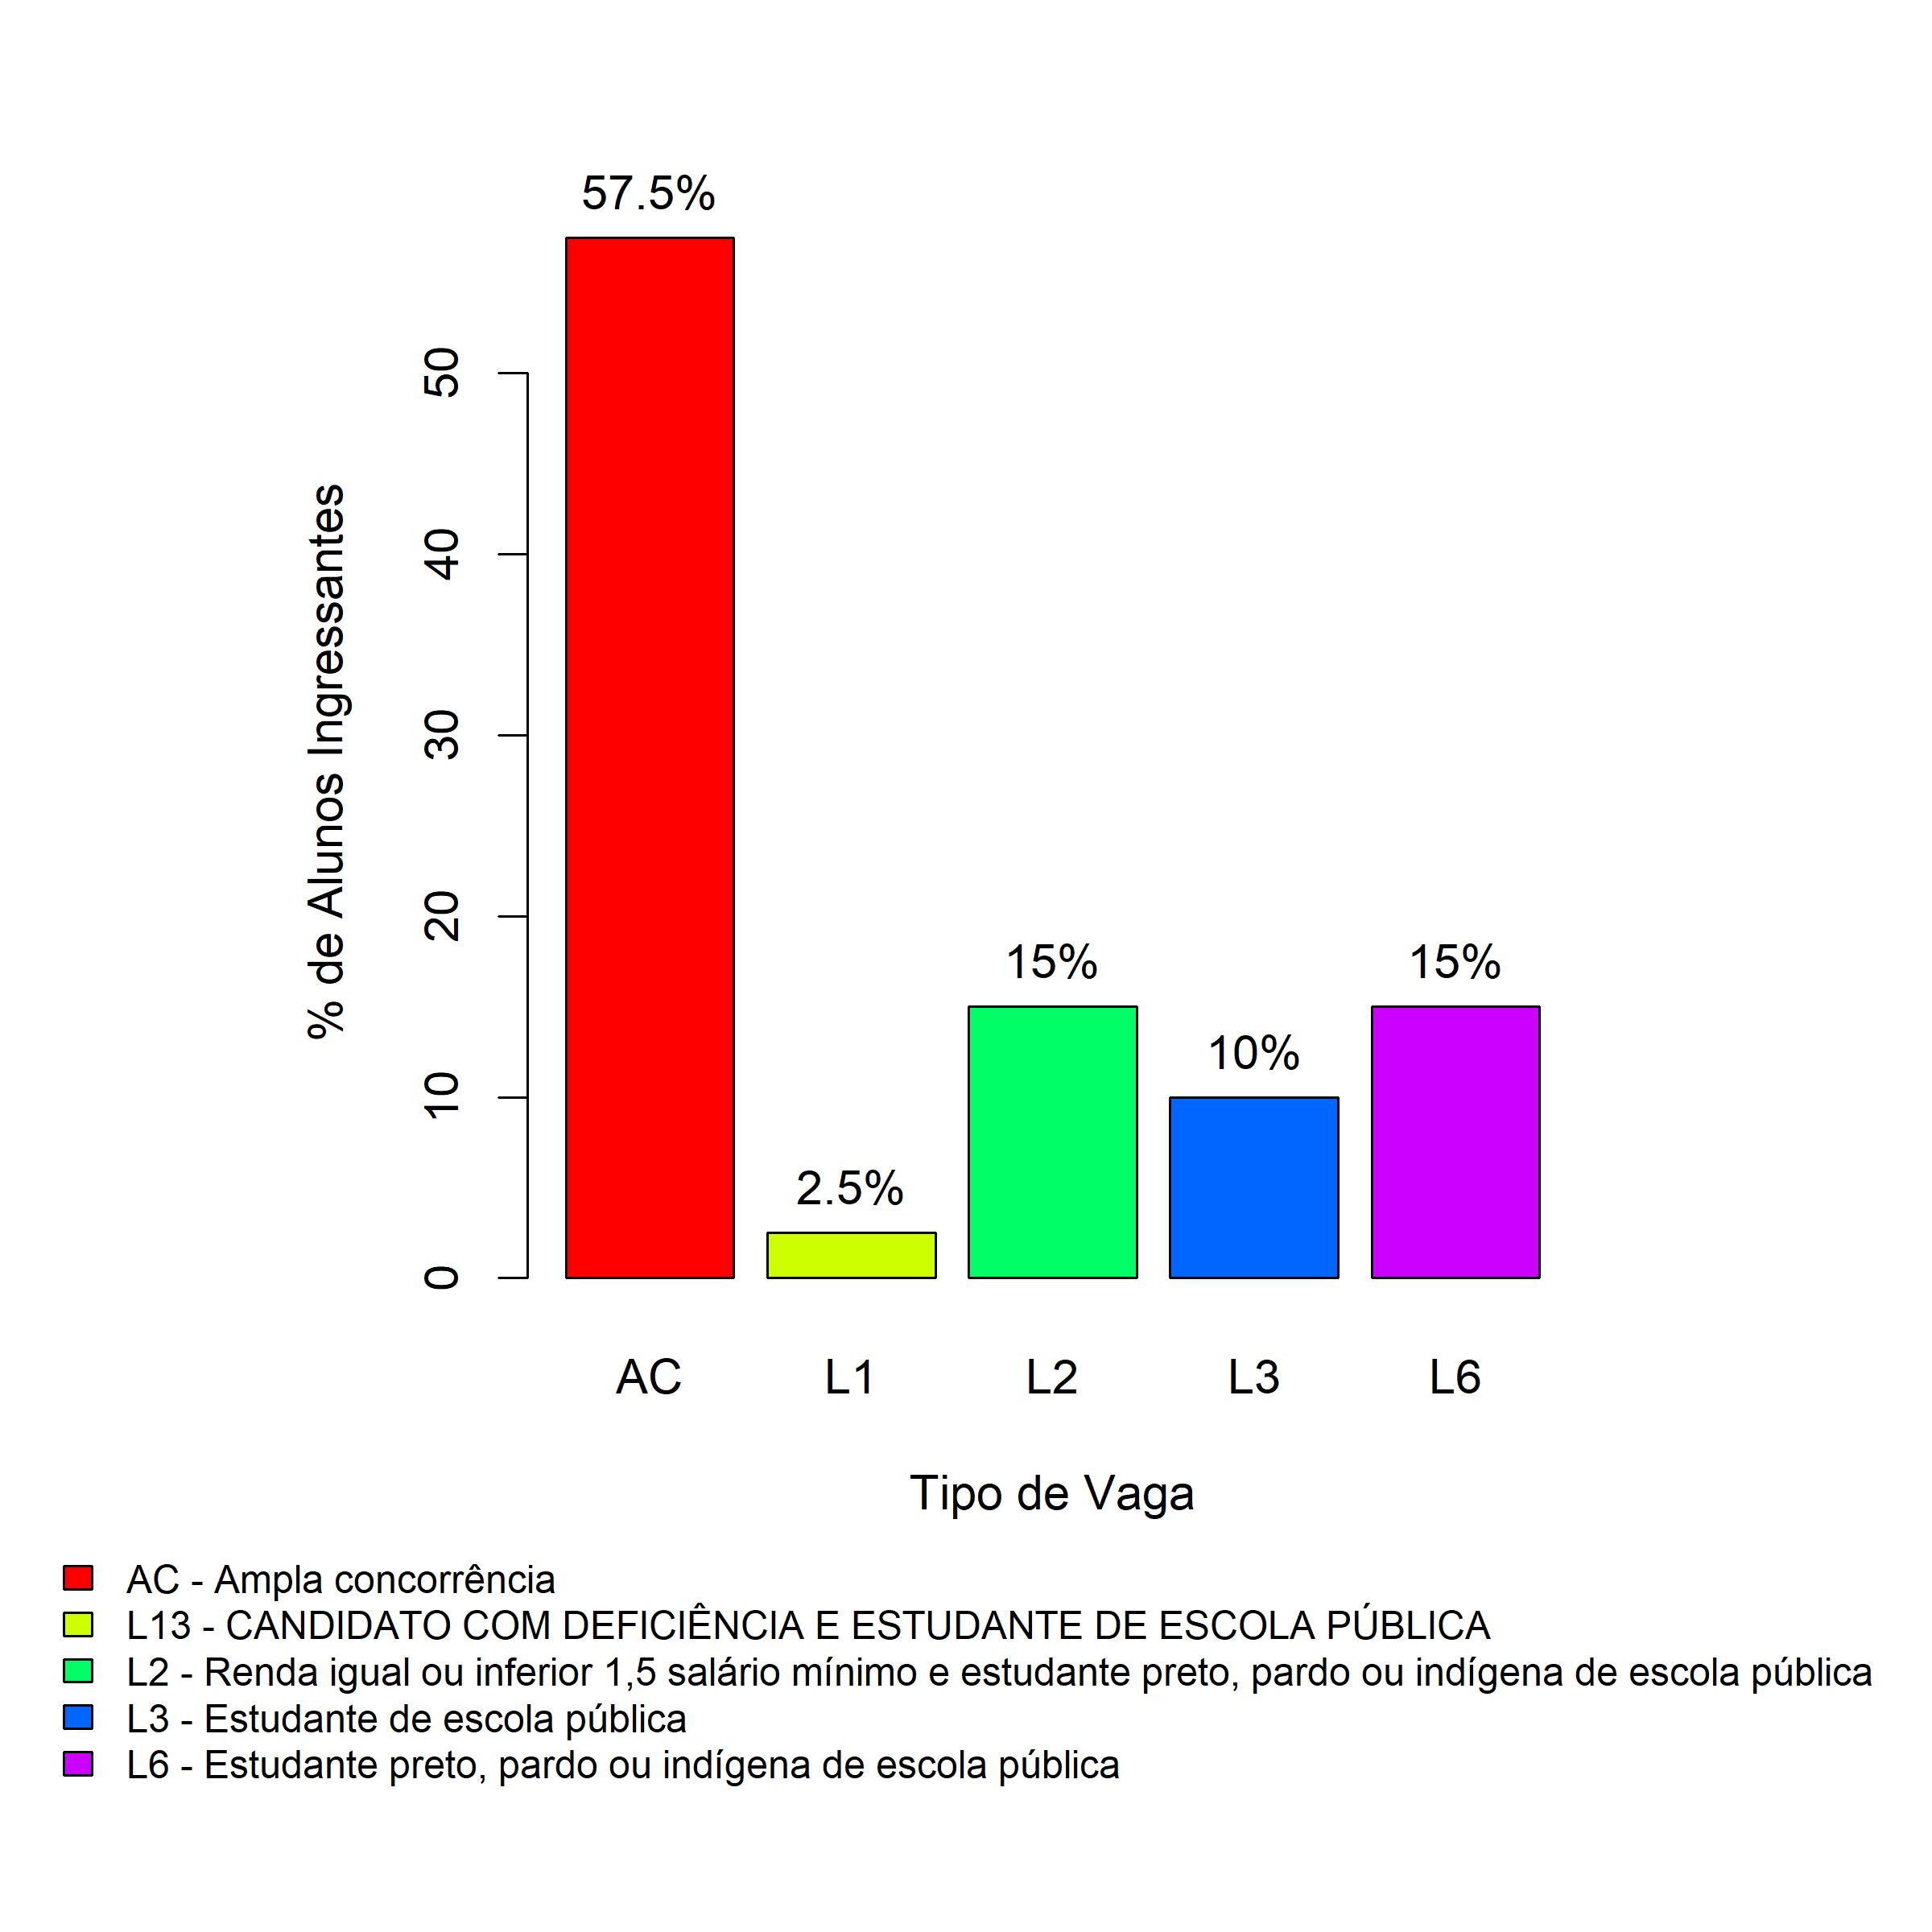 57.5%
50
40
30
20
10
0
% de Alunos Ingressantes
2.5%
15%
10%
15%
AC L1 L2 L3 L6
Tipo de Vaga
AC - Ampla concorrência
L13 - CANDIDATO COM DEFICIÊNCIA E ESTUDANTE DE ESCOLA PÚBLICA
L2 - Renda igual ou inferior 1,5 salário mínimo e estudante preto, pardo ou indígena de escola pública
L3 - Estudante de escola pública
L6 - Estudante preto, pardo ou indígena de escola pública